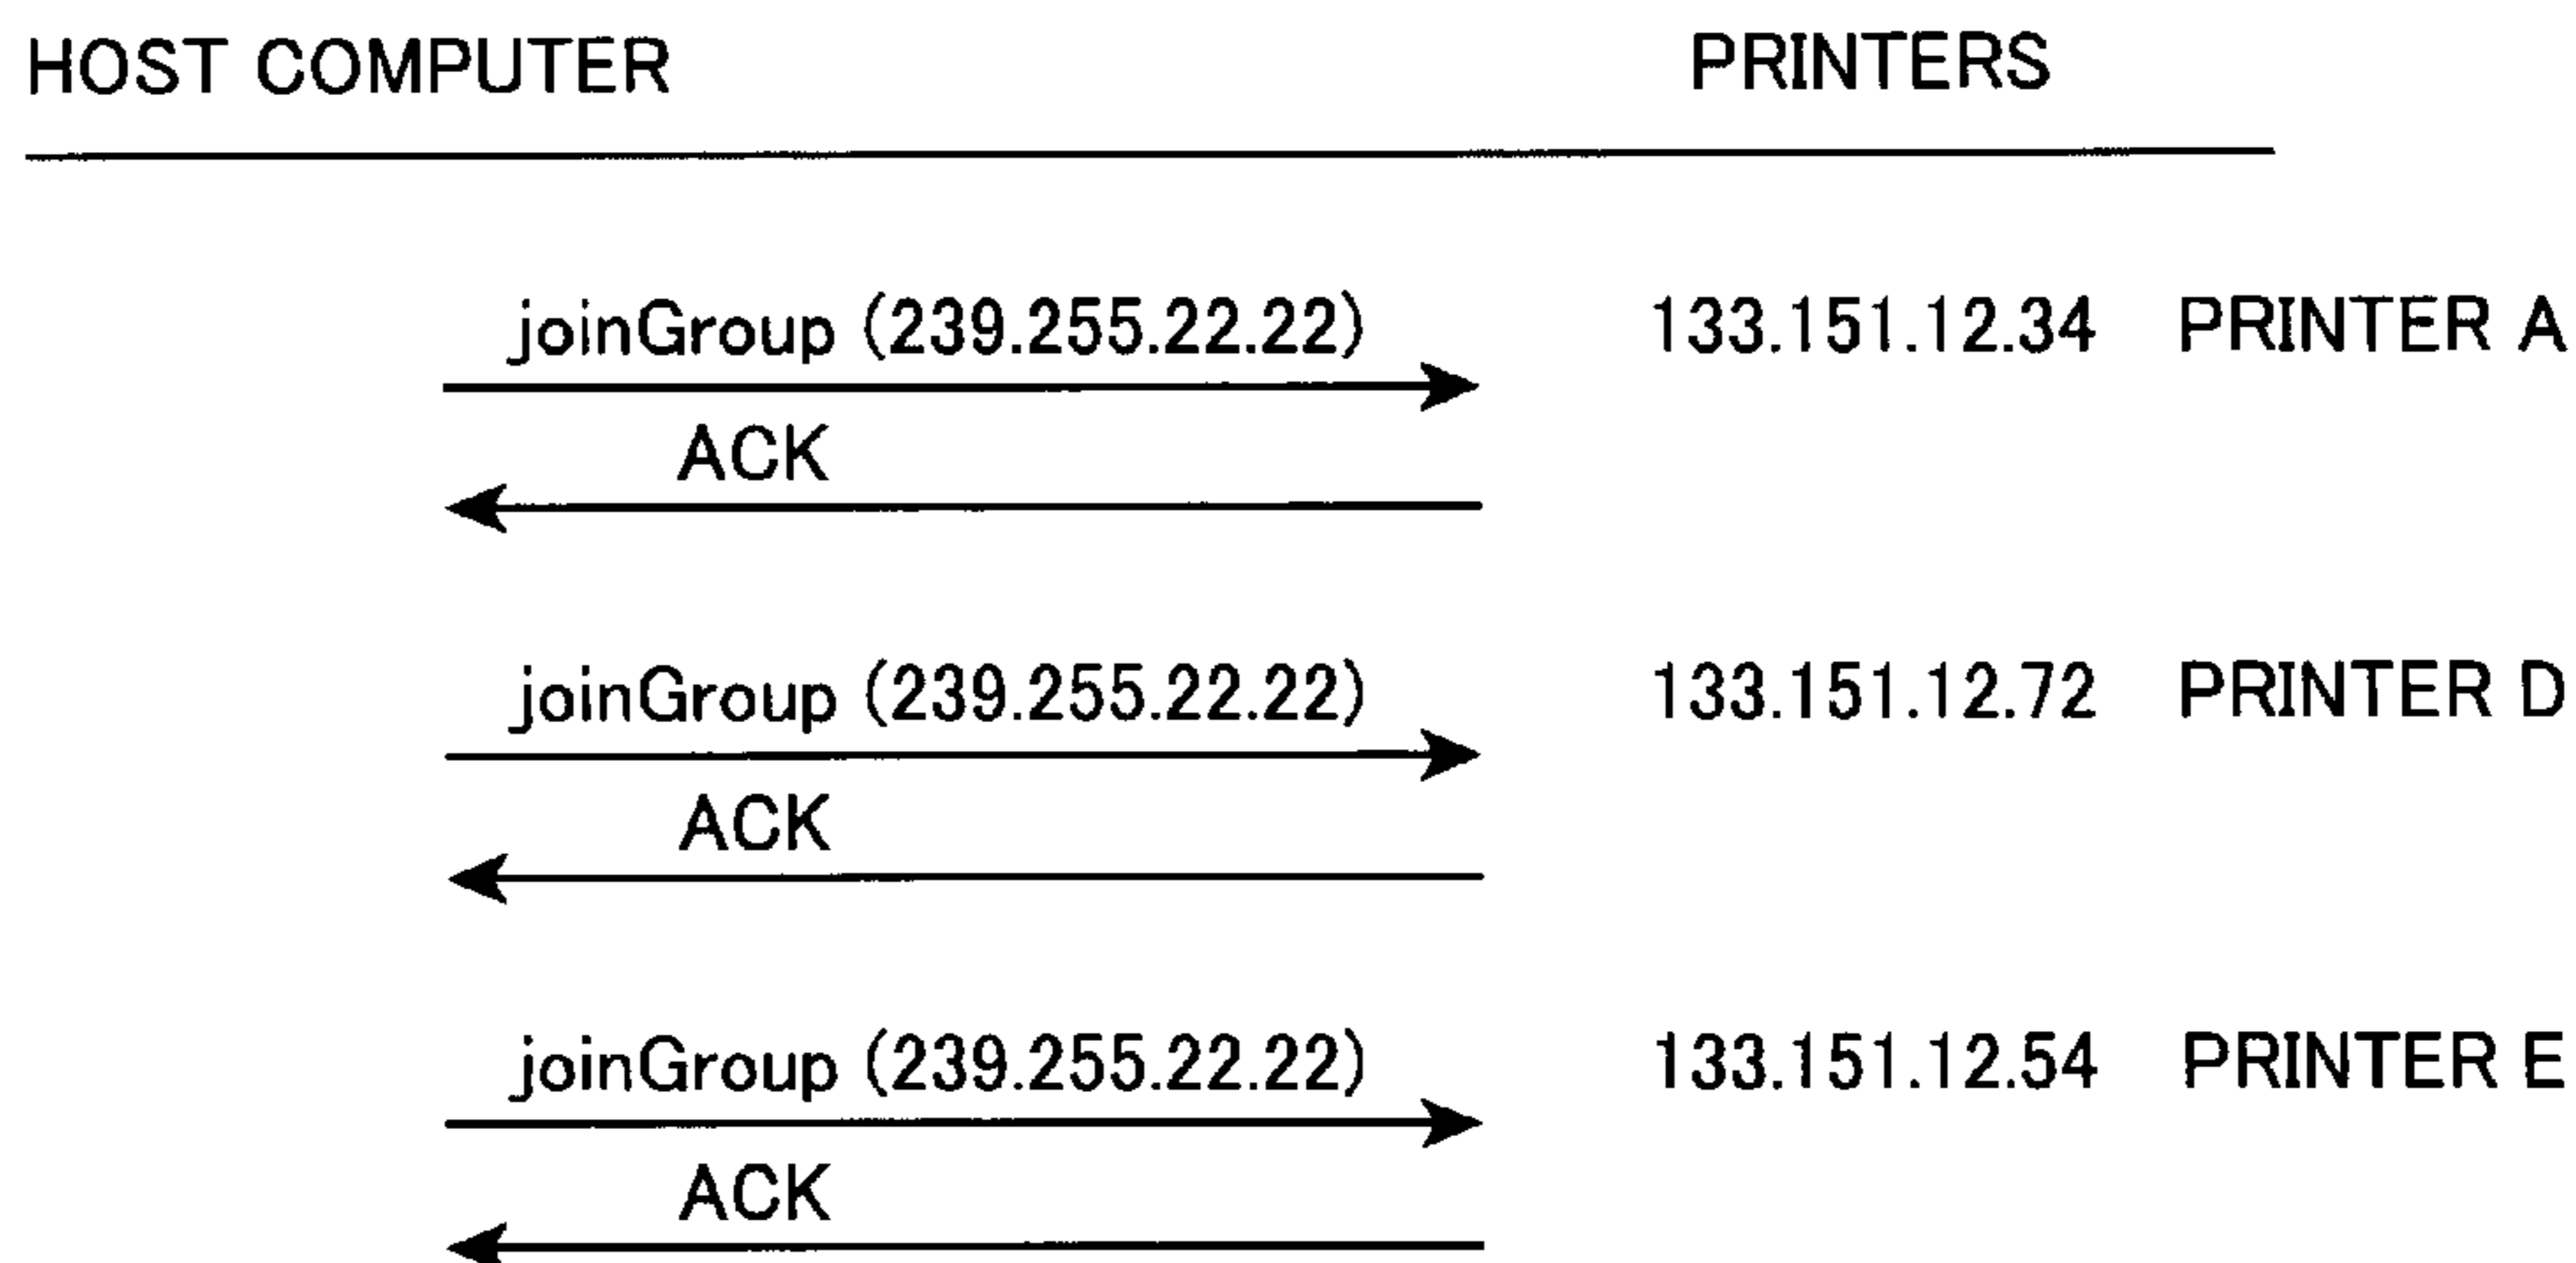 HOST COMPUTER PRINTERS
joinGroup (239.255.22.22) 133.151.12.34 PRINTER A
ACK
joinGroup (239.255.22.22) 133.151.12.72 PRINTER D
ACK
joinGroup (239.255.22.22) 133.151.12.54 PRINTER E
ACK